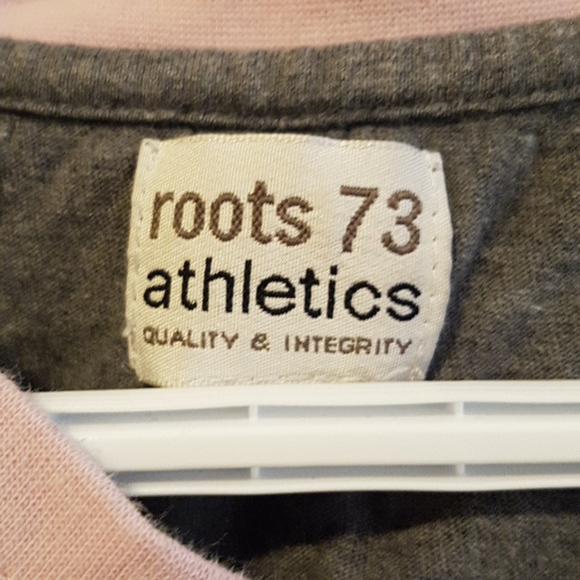 roots 73
athletics
QUALITY & INTEGRITY